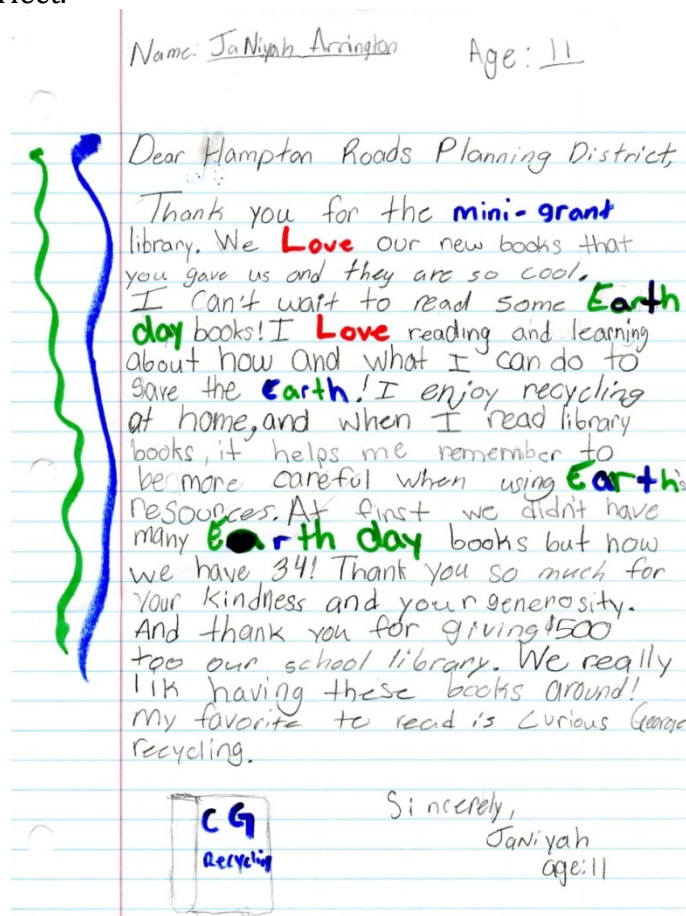 Name: JaNiyah Arrington Age: 11
Dear Hampton Roads Planning District,
Thank you for the mini-grant
library. We Love our new books that
you gave us and they are so cool.
I can't wait to read some Earth
day books! I Love reading and learning
about how and what I can do to
save the Earth! I enjoy recycling
at home, and when I read library
books, it helps me remember to
be more careful when using Earth's
resources. At first we didn't have
many Earth day books but now
we have 34! Thank you so much for
your kindness and your generosity.
And thank you for giving $500
too our school library. We really
lik having these books around!
My favorite to read is Curious George
recycling.
CG
Recycling
Sincerely,
JaNiyah
age: 11